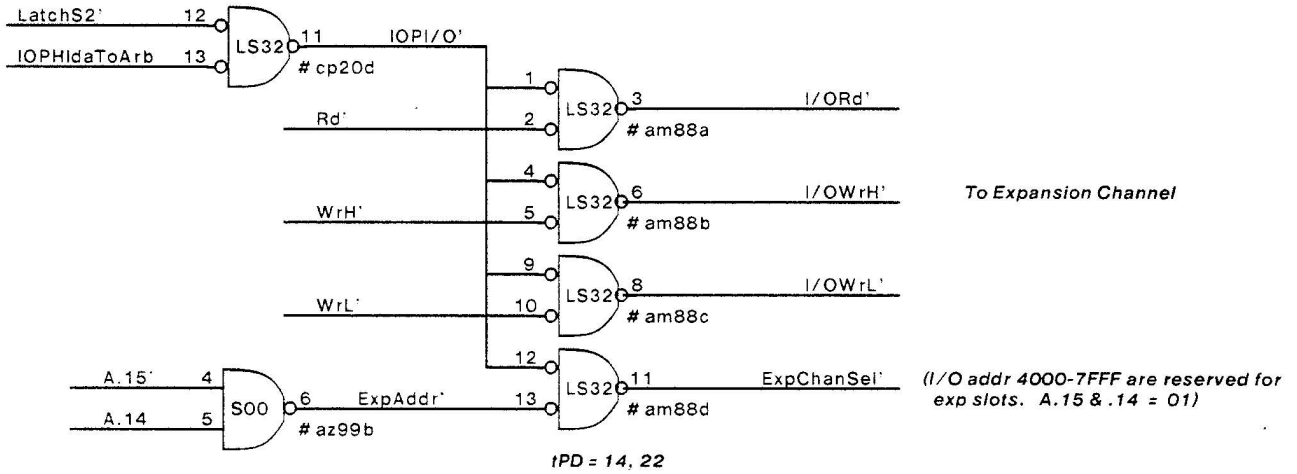 LatchS2' 12
11 IOPI/O'
LS32
IOPHldaToArb 13
# cp20d
1
3 I/ORd'
LS32
Rd' 2
# am88a
4
6 I/OWrH' To Expansion Channel
LS32
WrH' 5
# am88b
9
8 I/OWrL'
LS32
WrL' 10
# am88c
12
A.15' 4
11 ExpChanSel' (I/O addr 4000-7FFF are reserved for
LS32
exp slots. A.15 & .14 = 01)
6 ExpAddr' 13
S00
A.14 5
# am88d
# az99b
tPD = 14, 22